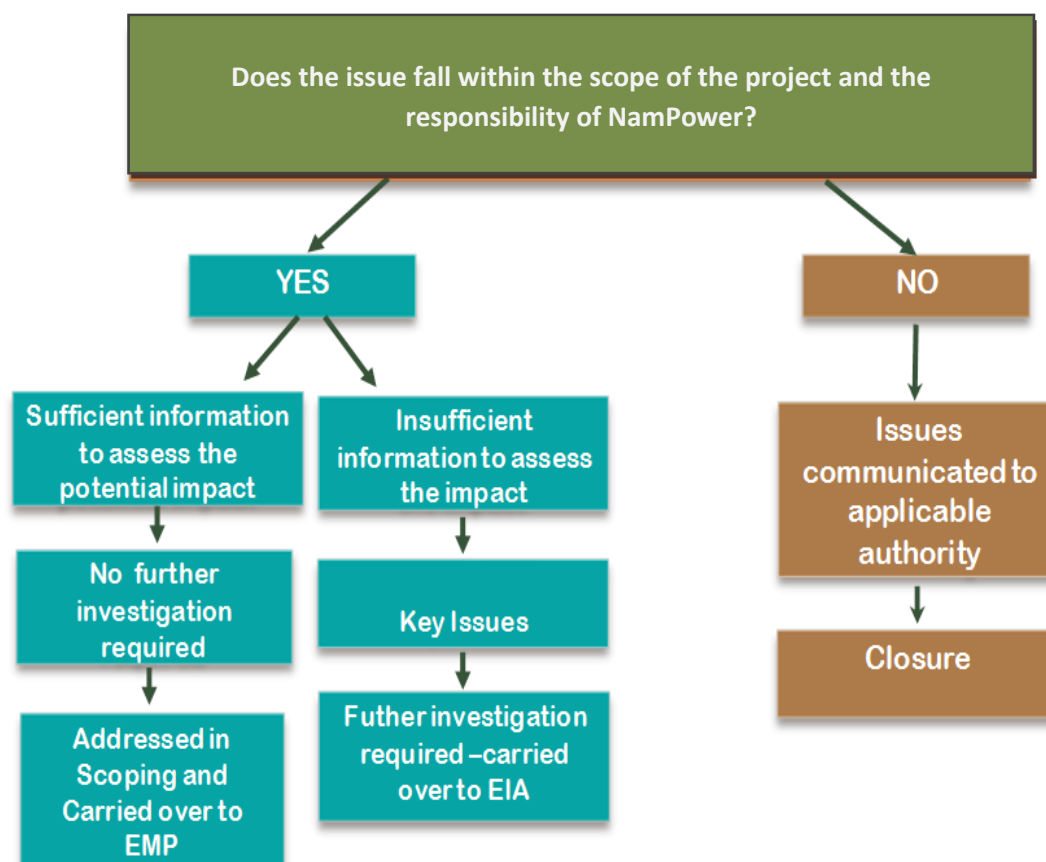 Does the issue fall within the scope of the project and the
responsibility of NamPower?
YES
NO
Sufficient information
to assess the
potential impact
Insufficient
information to assess
the impact
Issues
communicated to
applicable
authority
No further
investigation
required
Key Issues
Closure
Addressed in
Scoping and
Carried over to
EMP
Futher investigation
required –carried
over to EIA